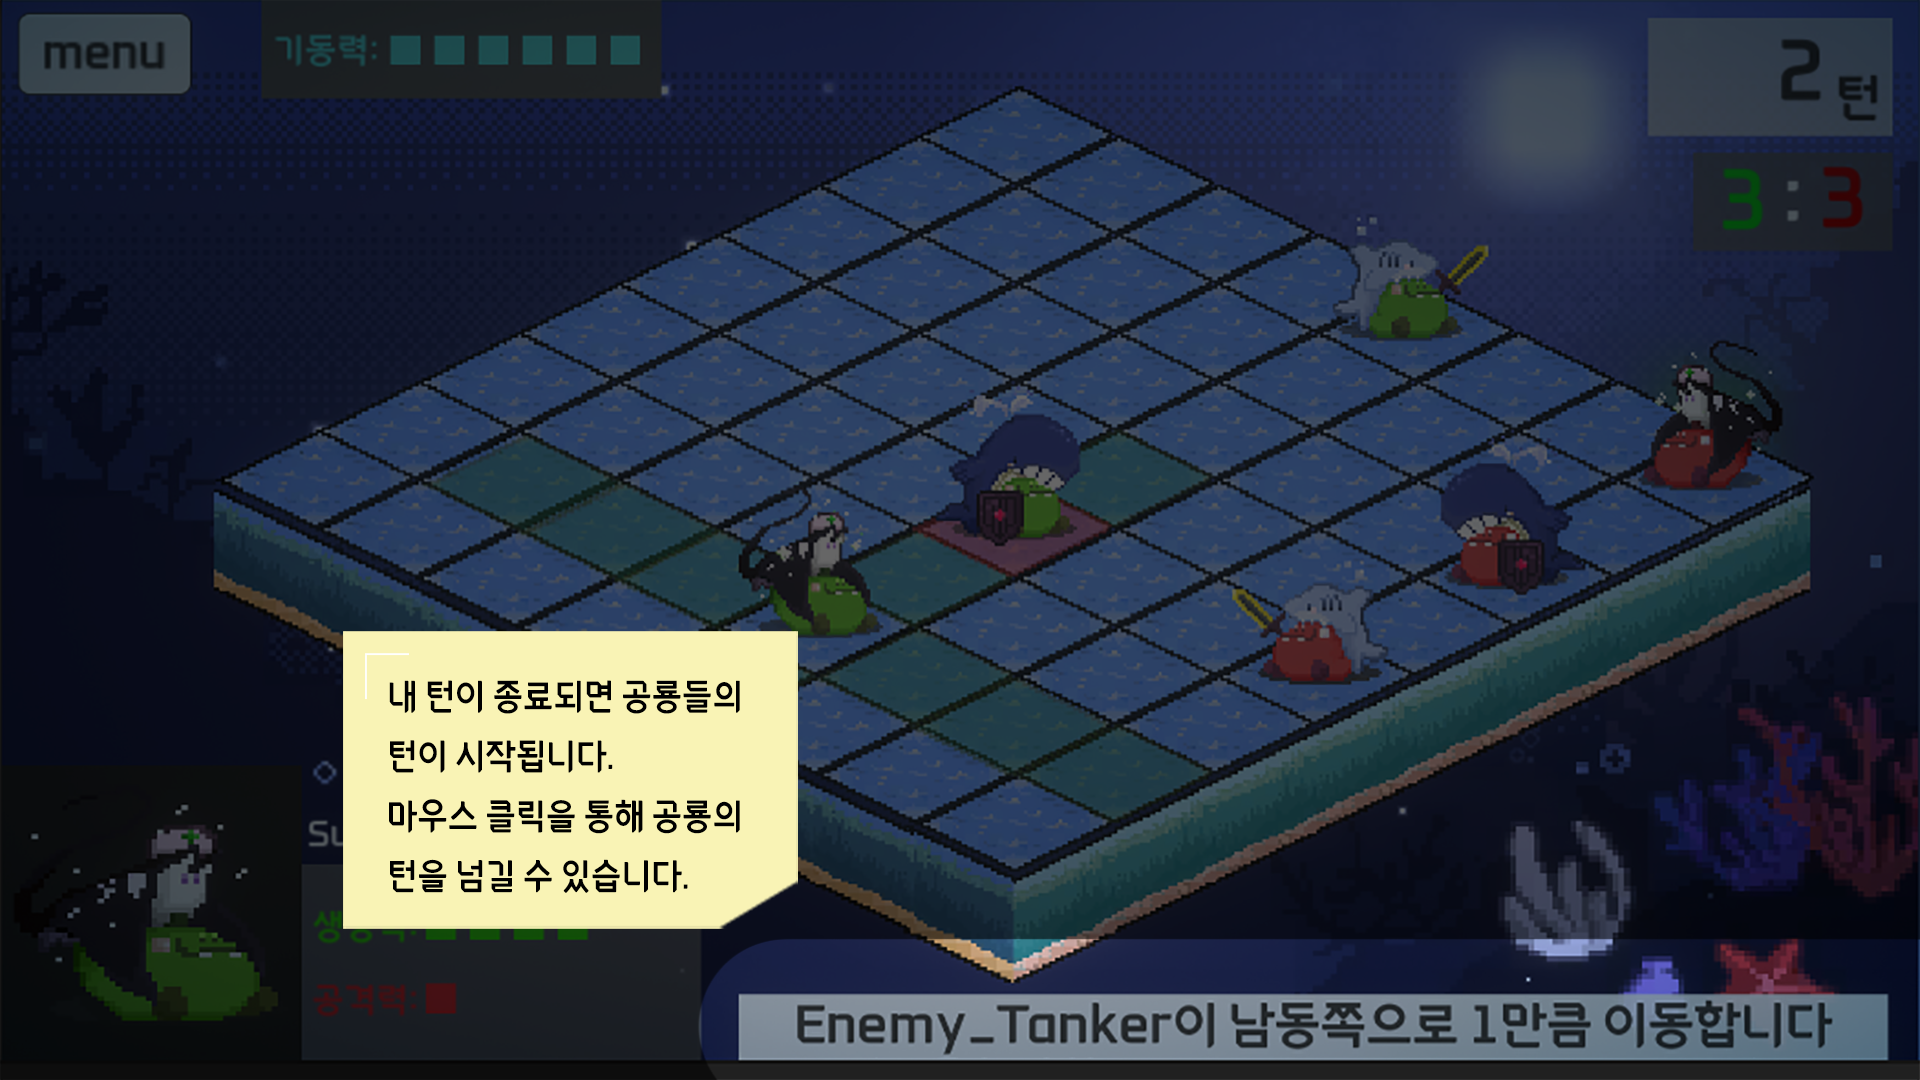 menu
기동력:
2 턴
3 : 3
내 턴이 종료되면 공룡들의
턴이 시작됩니다.
마우스 클릭을 통해 공룡의
턴을 넘길 수 있습니다.
공격력:
Enemy_Tanker이 남동쪽으로 1만큼 이동합니다